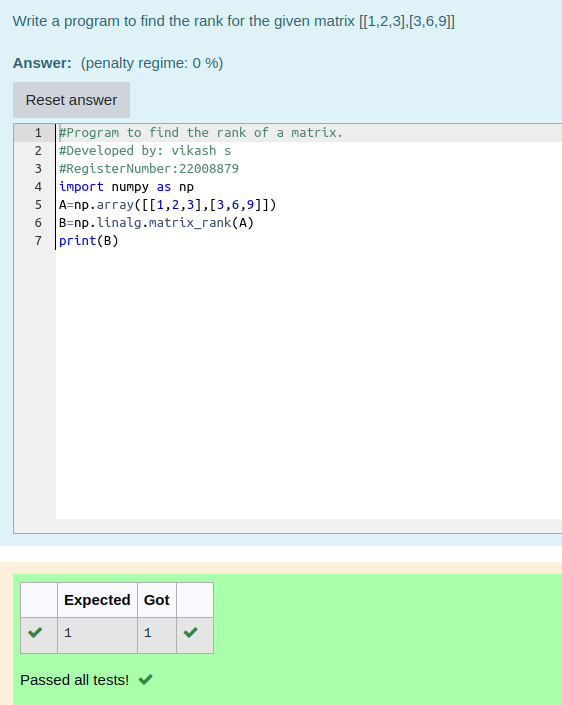 Write a program to find the rank for the given matrix [[1,2,3],[3,6,9]]
Answer: (penalty regime: 0 %)
Reset answer
1 #Program to find the rank of a matrix.
2 #Developed by: vikash s
3 #RegisterNumber:22008879
4 import numpy as np
5 A=np.array([[1,2,3],[3,6,9]])
6 B=np.linalg.matrix_rank(A)
7 print(B)
Expected Got
1 1
Passed all tests!